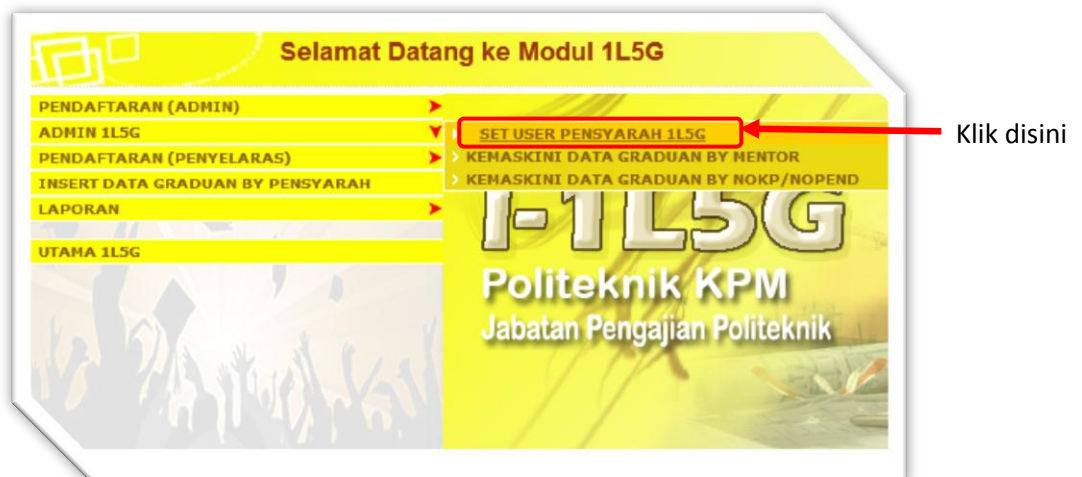 Selamat Datang ke Modul 1L5G
PENDAFTARAN (ADMIN)
ADMIN 1L5G
PENDAFTARAN (PENYELARAS)
INSERT DATA GRADUAN BY PENSYARAH
LAPORAN
UTAMA 1L5G
SET USER PENSYARAH 1L5G
KEMASKINI DATA GRADUAN BY MENTOR
KEMASKINI DATA GRADUAN BY NOKP/NOPEND
Klik disini
I-1L5G
Politeknik KPM
Jabatan Pengajian Politeknik